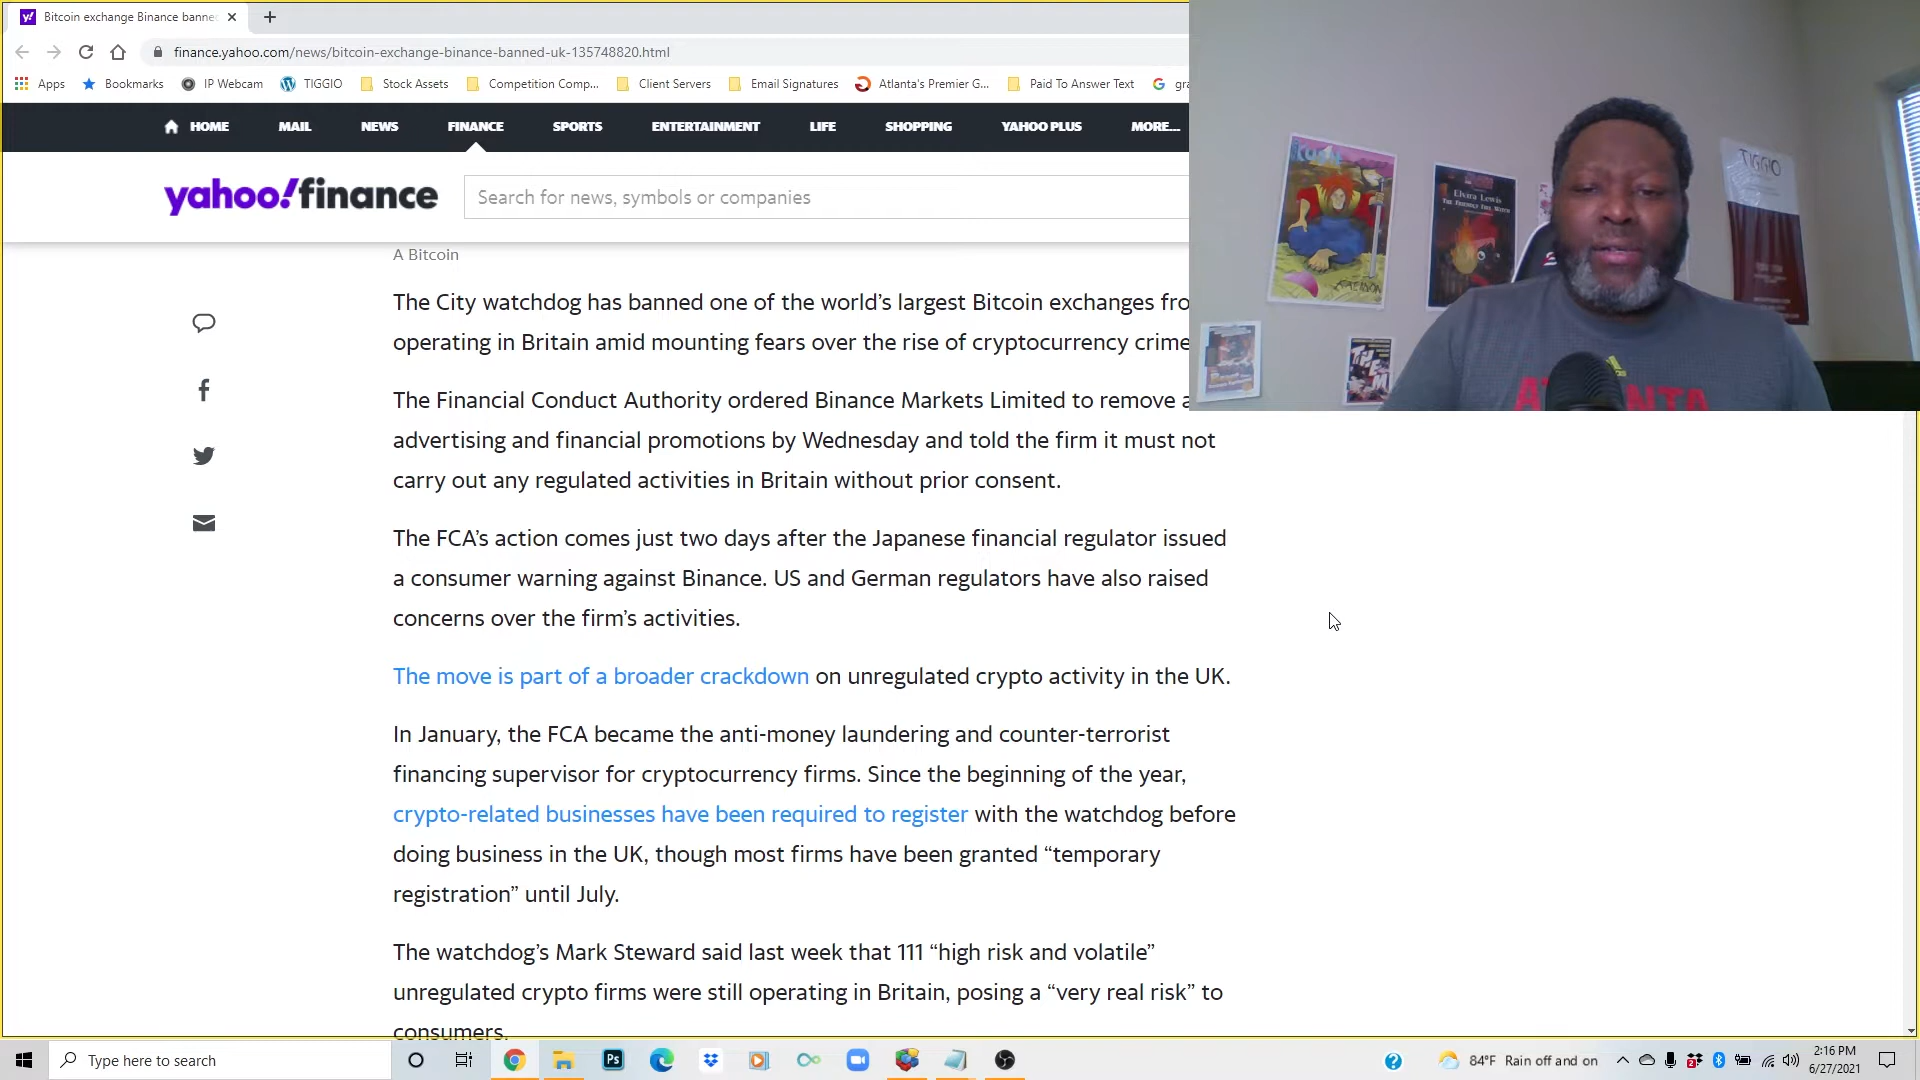 Bitcoin exchange Binance banne
finance.yahoo.com/news/bitcoin-exchange-binance-banned-uk-135748820.html
Apps Bookmarks IP Webcam TIGGIO Stock Assets Competition Comp... Client Servers Email Signatures Atlanta's Premier G... Paid To Answer Text gra
HOME MAIL NEWS FINANCE SPORTS ENTERTAINMENT LIFE SHOPPING YAHOO PLUS MORE...
yahoo!finance
Search for news, symbols or companies
A Bitcoin
The City watchdog has banned one of the world's largest Bitcoin exchanges fro
operating in Britain amid mounting fears over the rise of cryptocurrency crime
The Financial Conduct Authority ordered Binance Markets Limited to remove a
advertising and financial promotions by Wednesday and told the firm it must not
carry out any regulated activities in Britain without prior consent.
The FCA's action comes just two days after the Japanese financial regulator issued
a consumer warning against Binance. US and German regulators have also raised
concerns over the firm's activities.
The move is part of a broader crackdown on unregulated crypto activity in the UK.
In January, the FCA became the anti-money laundering and counter-terrorist
financing supervisor for cryptocurrency firms. Since the beginning of the year,
crypto-related businesses have been required to register with the watchdog before
doing business in the UK, though most firms have been granted “temporary
registration” until July.
The watchdog's Mark Steward said last week that 111 “high risk and volatile”
unregulated crypto firms were still operating in Britain, posing a “very real risk” to
consumers.
Elvira Lewis
The Friendly Fire Witch
TIGGIO
THEM
Type here to search
84°F Rain off and on
2:16 PM
6/27/2021